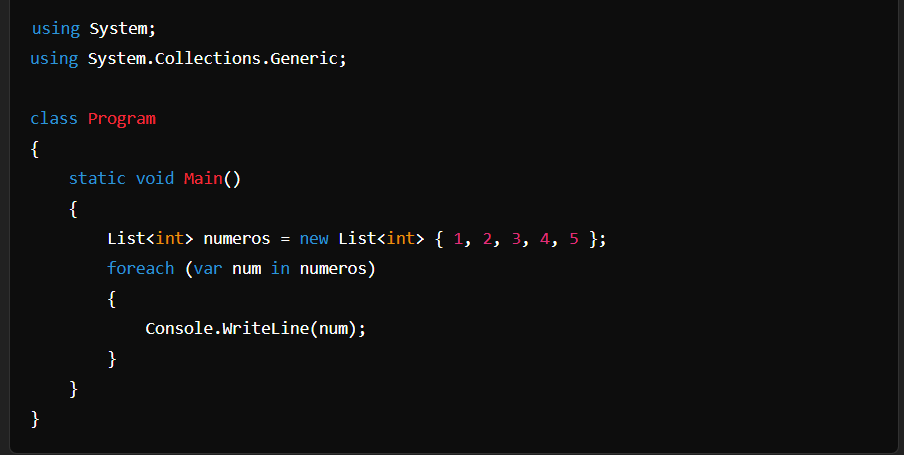 using System;
using System.Collections.Generic;
class Program
{
static void Main()
{
List<int> numeros = new List<int> { 1, 2, 3, 4, 5 };
foreach (var num in numeros)
{
Console.WriteLine(num);
}
}
}